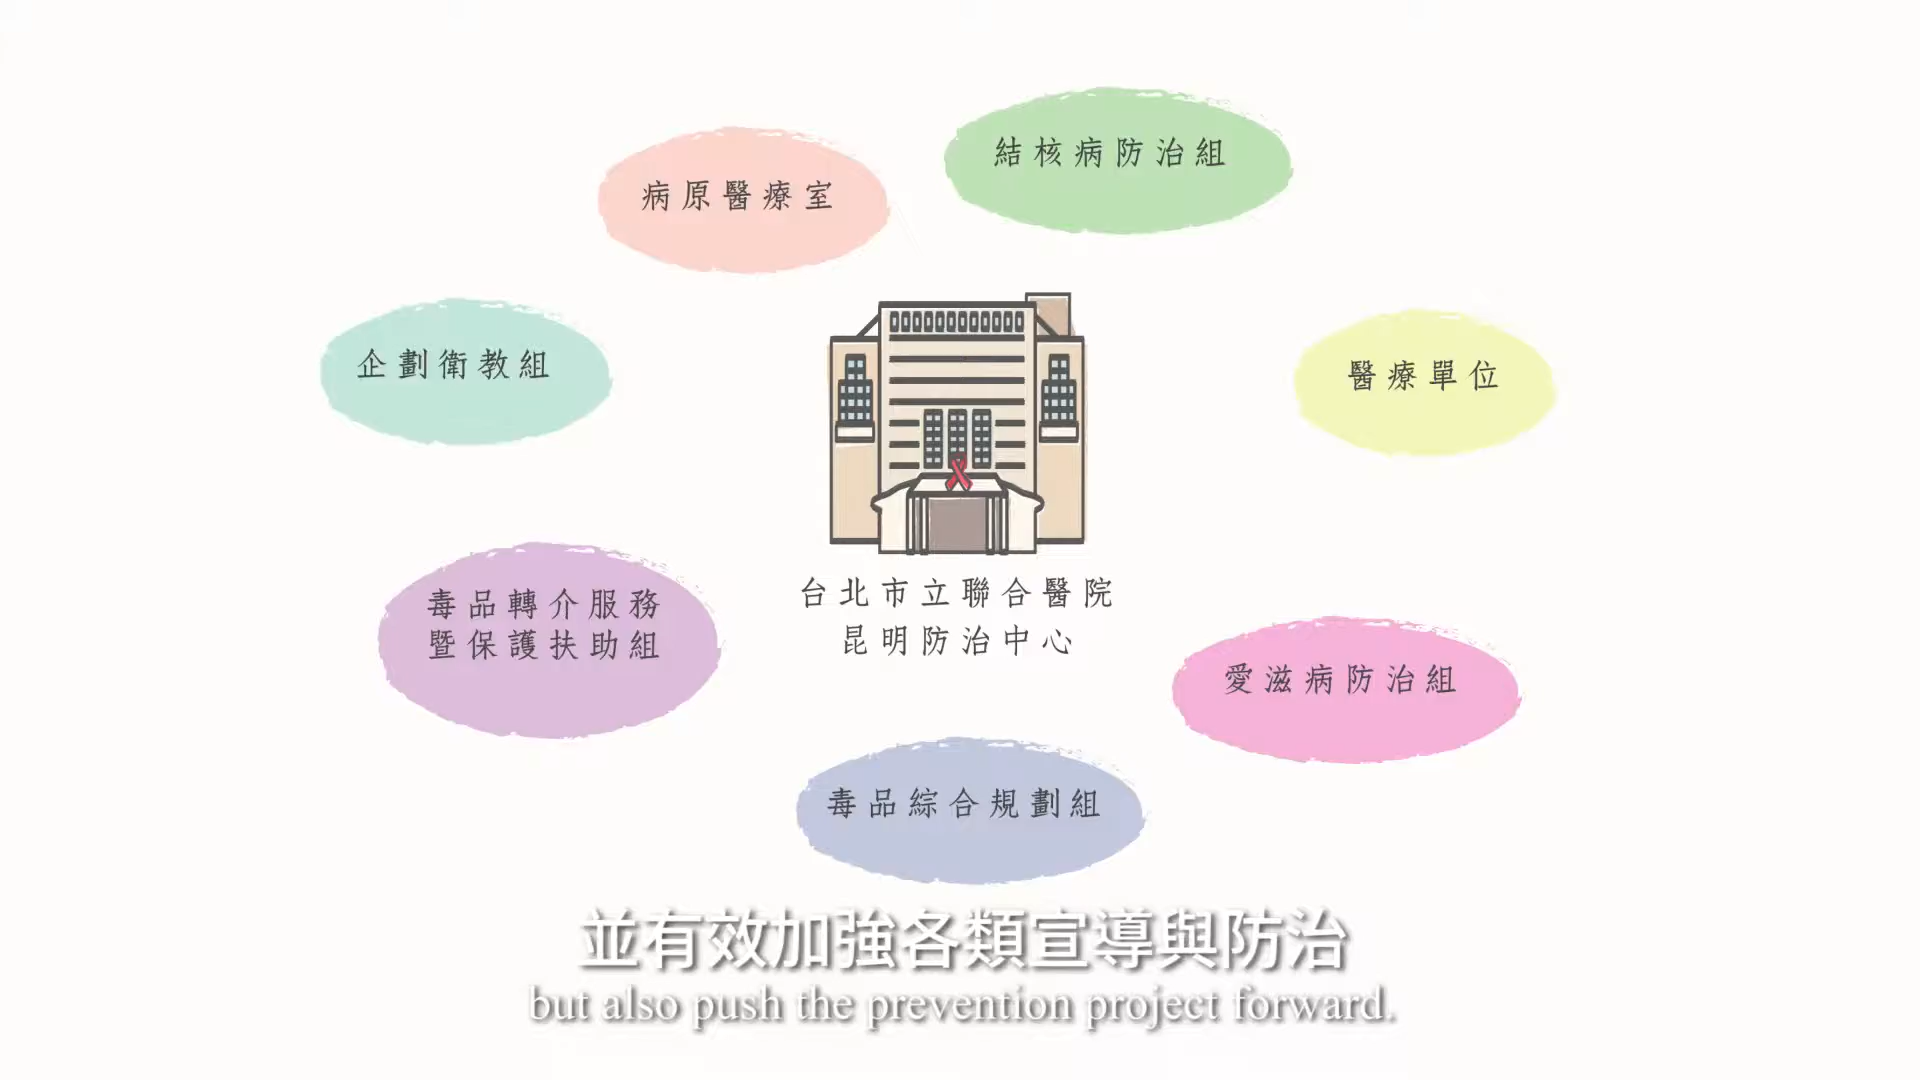 結核病防治組
病原醫療室
企劃衛教組
醫療單位
台北市立聯合醫院
昆明防治中心
毒品轉介服務
暨保護扶助組
愛滋病防治組
毒品綜合規劃組
並有效加強各類宣導與防治
but also push the prevention project forward.